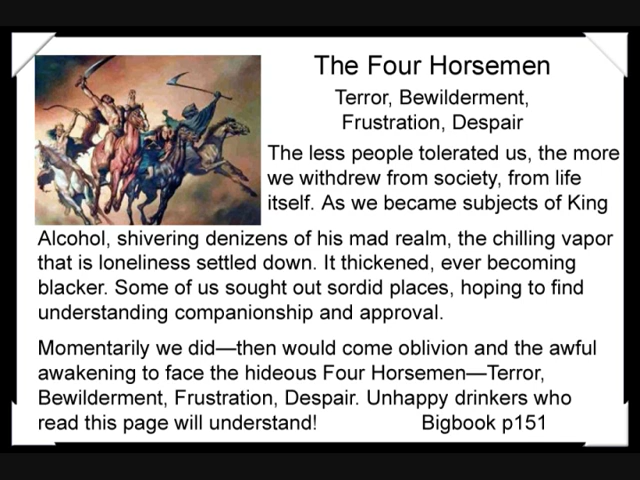 The Four Horsemen
Terror, Bewilderment,
Frustration, Despair
The less people tolerated us, the more
we withdrew from society, from life
itself. As we became subjects of King
Alcohol, shivering denizens of his mad realm, the chilling vapor
that is loneliness settled down. It thickened, ever becoming
blacker. Some of us sought out sordid places, hoping to find
understanding companionship and approval.
Momentarily we did—then would come oblivion and the awful
awakening to face the hideous Four Horsemen—Terror,
Bewilderment, Frustration, Despair. Unhappy drinkers who
read this page will understand! Bigbook p151